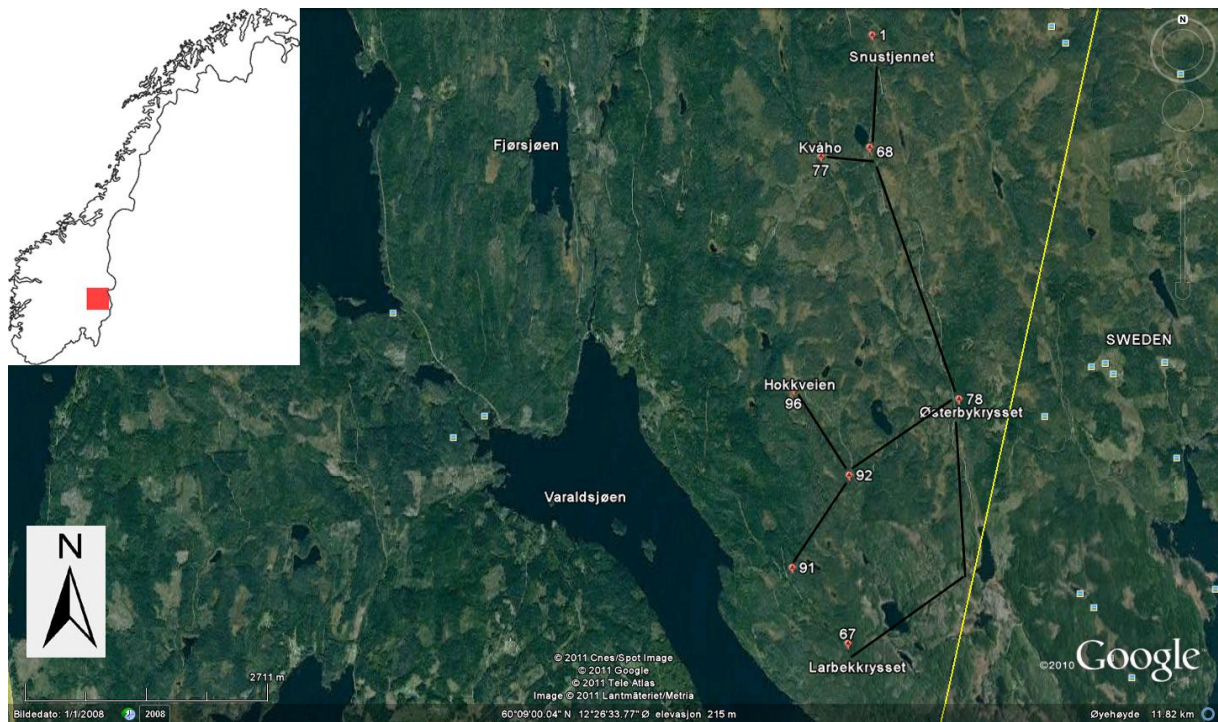 N
1
Snustjennet
Fjørsjøen
Kvåho
68
77
SWEDEN
Hokkveien
96
78
Østerbykrysset
92
Varaldsjøen
91
N
67
Larbekkrysset
© 2011 Cnes/Spot Image
© 2011 Google
© 2011 Tele Atlas
Image © 2011 Lantmäteriet/Metria
©2010 Google
2711 m
Bildedato: 1/1/2008
2008
60°09'00.04" N 12°26'33.77" Ø elevasjon 215 m
Øyehøyde 11.82 km